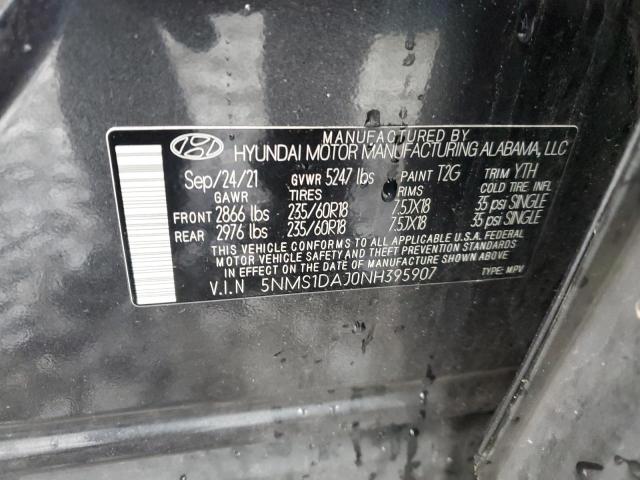 MANUFACTURED BY
HYUNDAI MOTOR MANUFACTURING ALABAMA, LLC
Sep/24/21 GVWR 5247 lbs PAINT T2G TRIM YTH
GAWR TIRES RIMS COLD TIRE INFL
FRONT 2866 lbs 235/60R18 7.5JX18 35 psi SINGLE
REAR 2976 lbs 235/60R18 7.5JX18 35 psi SINGLE
THIS VEHICLE CONFORMS TO ALL APPLICABLE U.S.A. FEDERAL
MOTOR VEHICLE SAFETY AND THEFT PREVENTION STANDARDS
IN EFFECT ON THE DATE OF MANUFACTURE SHOWN ABOVE.
V.I.N 5NMS1DAJ0NH395907 TYPE: MPV